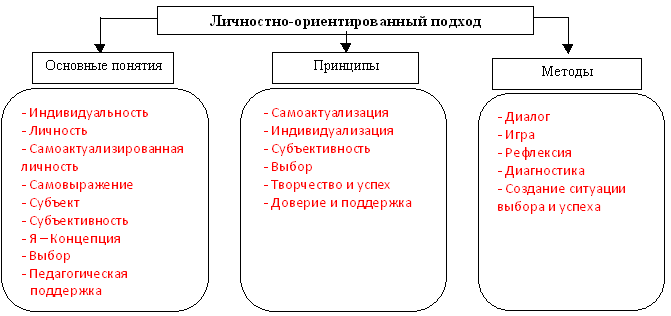 Личностно-ориентированный подход
Основные понятия
- Индивидуальность
- Личность
- Самоактуализированная
личность
- Самовыражение
- Субъект
- Субъективность
- Я – Концепция
- Выбор
- Педагогическая
поддержка
Принципы
- Самоактуализация
- Индивидуализация
- Субъективность
- Выбор
- Творчество и успех
- Доверие и поддержка
Методы
- Диалог
- Игра
- Рефлексия
- Диагностика
- Создание ситуации
выбора и успеха